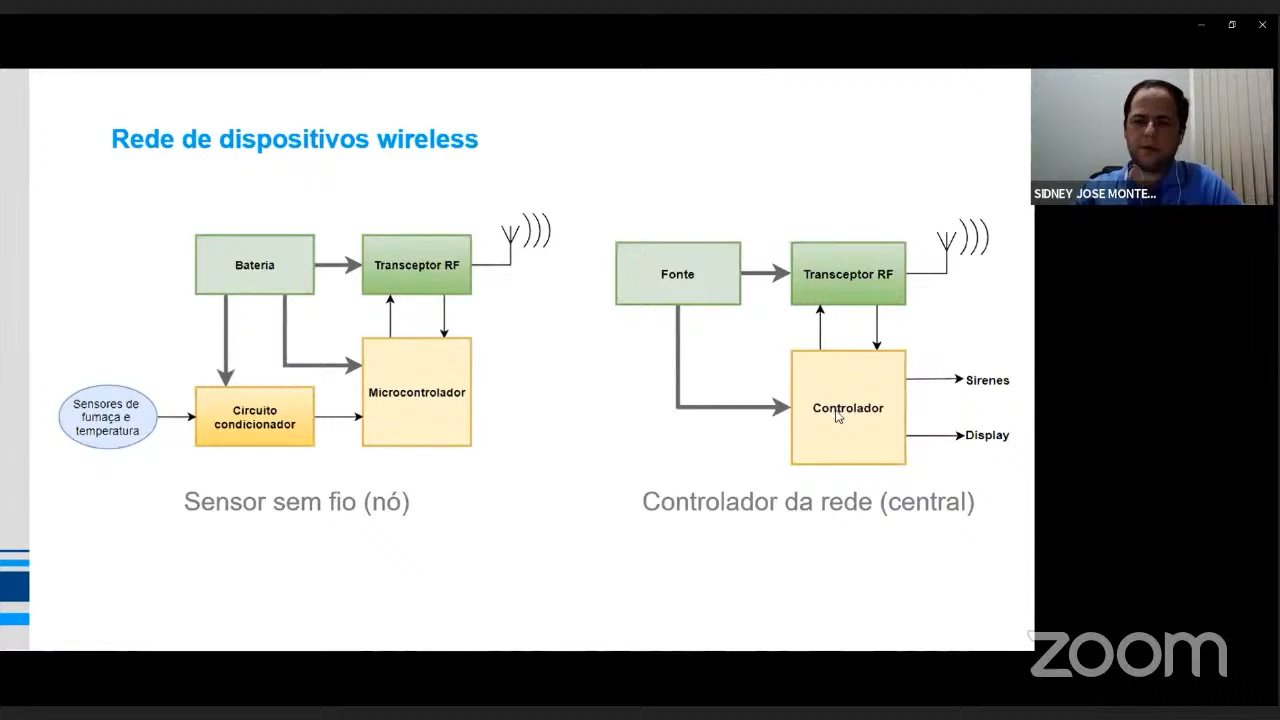 Rede de dispositivos wireless
SIDNEY JOSE MONTE...
Bateria
Transceptor RF
Microcontrolador
Sensores de
fumaça e
temperatura
Circuito
condicionador
Sensor sem fio (nó)
Fonte
Transceptor RF
Controlador
Sirenes
Display
Controlador da rede (central)
zoom